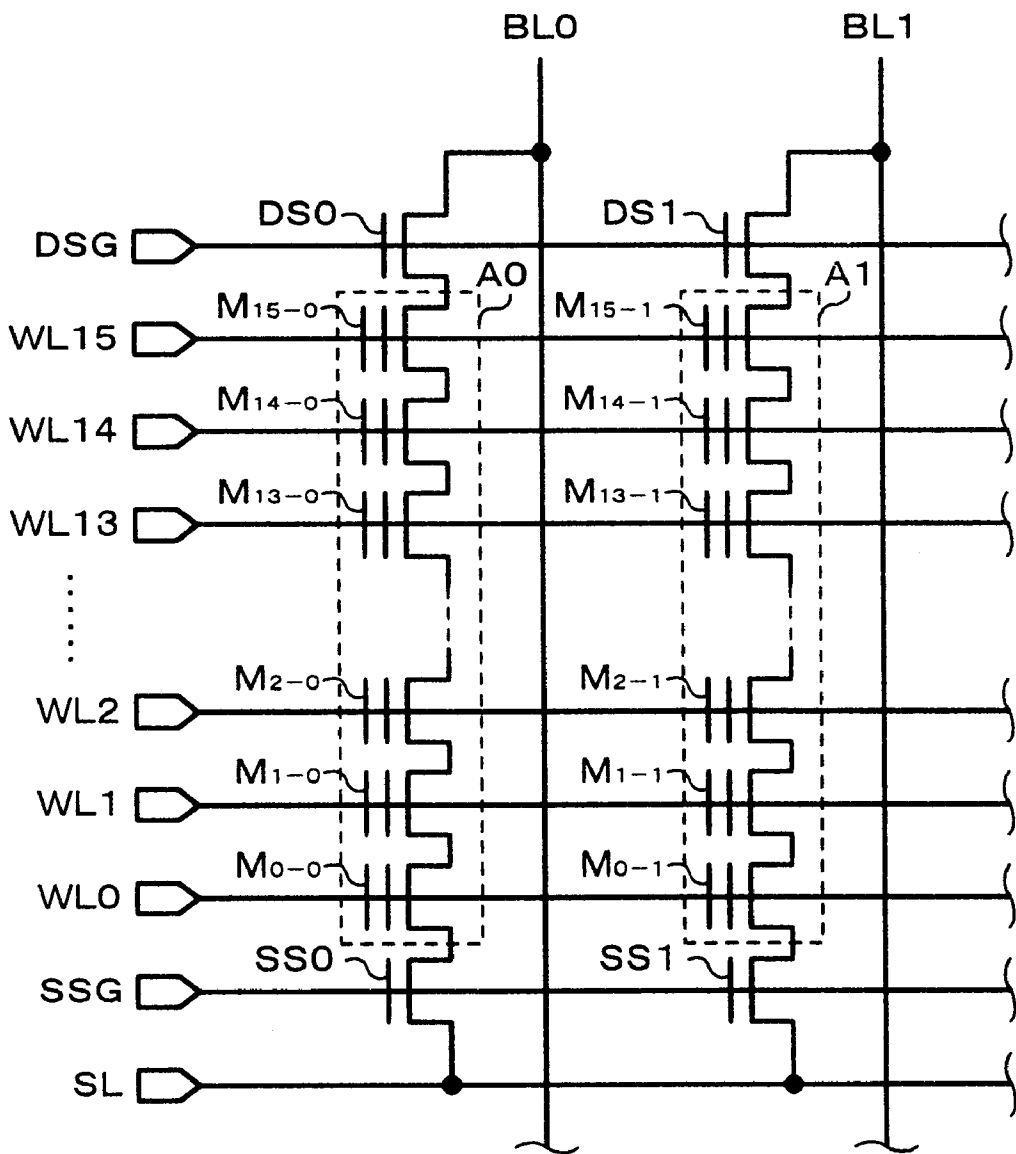 BL0 BL1
DS0 DS1
DSG
A0 A1
M15-0 M15-1
WL15
M14-0 M14-1
WL14
M13-0 M13-1
WL13
......
M2-0 M2-1
WL2
M1-0 M1-1
WL1
M0-0 M0-1
WL0
SS0 SS1
SSG
SL